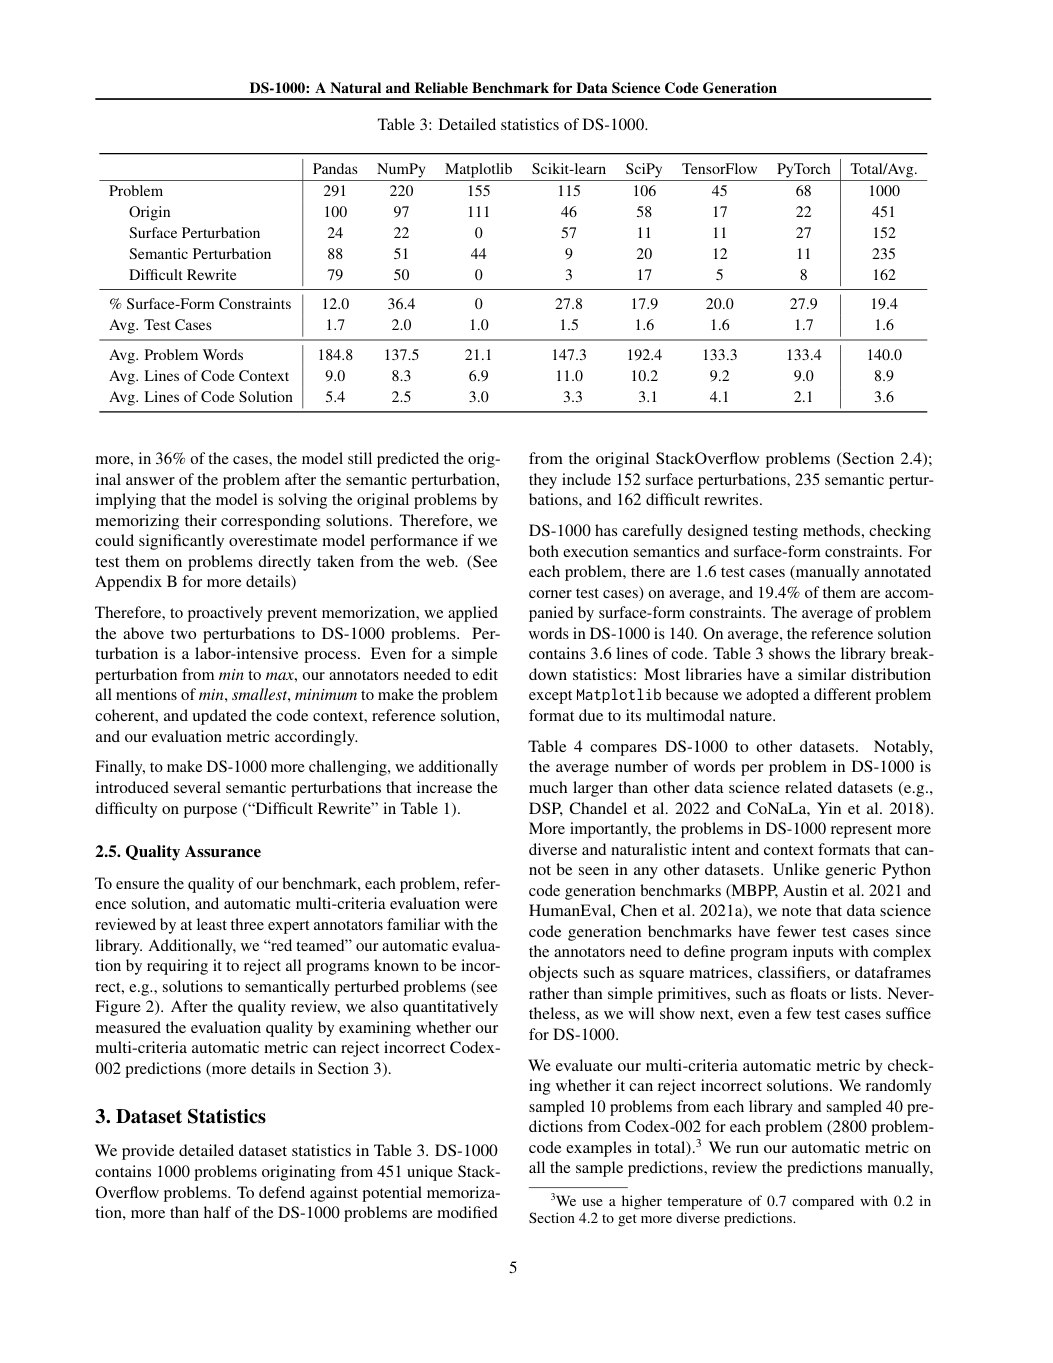 DS-1000: A Natural and Reliable Benchmark for Data Science Code Generation
Table 3: Detailed statistics of DS-1000.
Pandas NumPy Matplotlib Scikit-learn SciPy TensorFlow PyTorch Total/Avg.
Problem 291 220 155 115 106 45 68 1000
Origin 100 97 111 46 58 17 22 451
Surface Perturbation 24 22 0 57 11 11 27 152
Semantic Perturbation 88 51 44 9 20 12 11 235
Difficult Rewrite 79 50 0 3 17 5 8 162
% Surface-Form Constraints 12.0 36.4 0 27.8 17.9 20.0 27.9 19.4
Avg. Test Cases 1.7 2.0 1.0 1.5 1.6 1.6 1.7 1.6
Avg. Problem Words 184.8 137.5 21.1 147.3 192.4 133.3 133.4 140.0
Avg. Lines of Code Context 9.0 8.3 6.9 11.0 10.2 9.2 9.0 8.9
Avg. Lines of Code Solution 5.4 2.5 3.0 3.3 3.1 4.1 2.1 3.6
more, in 36% of the cases, the model still predicted the orig-
inal answer of the problem after the semantic perturbation,
implying that the model is solving the original problems by
memorizing their corresponding solutions. Therefore, we
could significantly overestimate model performance if we
test them on problems directly taken from the web. (See
Appendix B for more details)
Therefore, to proactively prevent memorization, we applied
the above two perturbations to DS-1000 problems. Per-
turbation is a labor-intensive process. Even for a simple
perturbation from min to max, our annotators needed to edit
all mentions of min, smallest, minimum to make the problem
coherent, and updated the code context, reference solution,
and our evaluation metric accordingly.
Finally, to make DS-1000 more challenging, we additionally
introduced several semantic perturbations that increase the
difficulty on purpose (“Difficult Rewrite” in Table 1).
2.5. Quality Assurance
To ensure the quality of our benchmark, each problem, refer-
ence solution, and automatic multi-criteria evaluation were
reviewed by at least three expert annotators familiar with the
library. Additionally, we “red teamed” our automatic evalua-
tion by requiring it to reject all programs known to be incor-
rect, e.g., solutions to semantically perturbed problems (see
Figure 2). After the quality review, we also quantitatively
measured the evaluation quality by examining whether our
multi-criteria automatic metric can reject incorrect Codex-
002 predictions (more details in Section 3).
3. Dataset Statistics
We provide detailed dataset statistics in Table 3. DS-1000
contains 1000 problems originating from 451 unique Stack-
Overflow problems. To defend against potential memoriza-
tion, more than half of the DS-1000 problems are modified
from the original StackOverflow problems (Section 2.4);
they include 152 surface perturbations, 235 semantic pertur-
bations, and 162 difficult rewrites.
DS-1000 has carefully designed testing methods, checking
both execution semantics and surface-form constraints. For
each problem, there are 1.6 test cases (manually annotated
corner test cases) on average, and 19.4% of them are accom-
panied by surface-form constraints. The average of problem
words in DS-1000 is 140. On average, the reference solution
contains 3.6 lines of code. Table 3 shows the library break-
down statistics: Most libraries have a similar distribution
except Matplotlib because we adopted a different problem
format due to its multimodal nature.
Table 4 compares DS-1000 to other datasets. Notably,
the average number of words per problem in DS-1000 is
much larger than other data science related datasets (e.g.,
DSP, Chandel et al. 2022 and CoNaLa, Yin et al. 2018).
More importantly, the problems in DS-1000 represent more
diverse and naturalistic intent and context formats that can-
not be seen in any other datasets. Unlike generic Python
code generation benchmarks (MBPP, Austin et al. 2021 and
HumanEval, Chen et al. 2021a), we note that data science
code generation benchmarks have fewer test cases since
the annotators need to define program inputs with complex
objects such as square matrices, classifiers, or dataframes
rather than simple primitives, such as floats or lists. Never-
theless, as we will show next, even a few test cases suffice
for DS-1000.
We evaluate our multi-criteria automatic metric by check-
ing whether it can reject incorrect solutions. We randomly
sampled 10 problems from each library and sampled 40 pre-
dictions from Codex-002 for each problem (2800 problem-
code examples in total).³ We run our automatic metric on
all the sample predictions, review the predictions manually,
³We use a higher temperature of 0.7 compared with 0.2 in
Section 4.2 to get more diverse predictions.
5